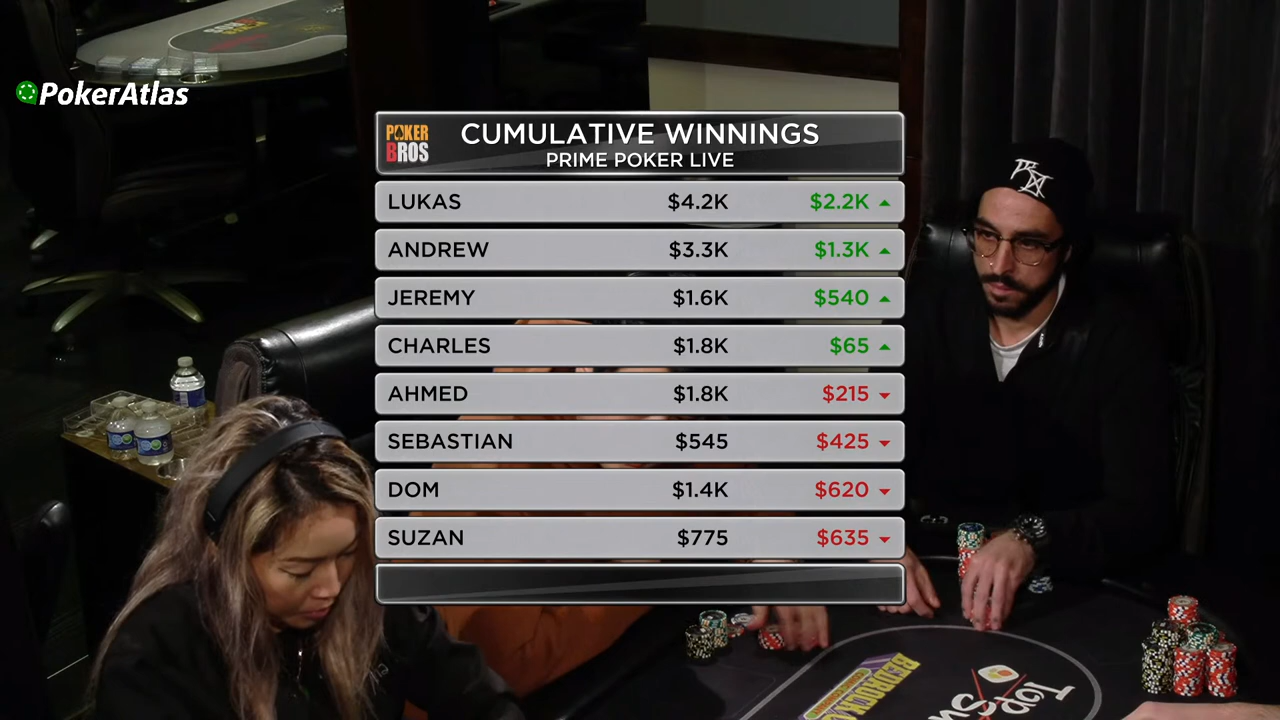 PokerAtlas
POKER
BROS
CUMULATIVE WINNINGS
PRIME POKER LIVE
LUKAS $4.2K $2.2K
ANDREW $3.3K $1.3K
JEREMY $1.6K $540
CHARLES $1.8K $65
AHMED $1.8K $215
SEBASTIAN $545 $425
DOM $1.4K $620
SUZAN $775 $635